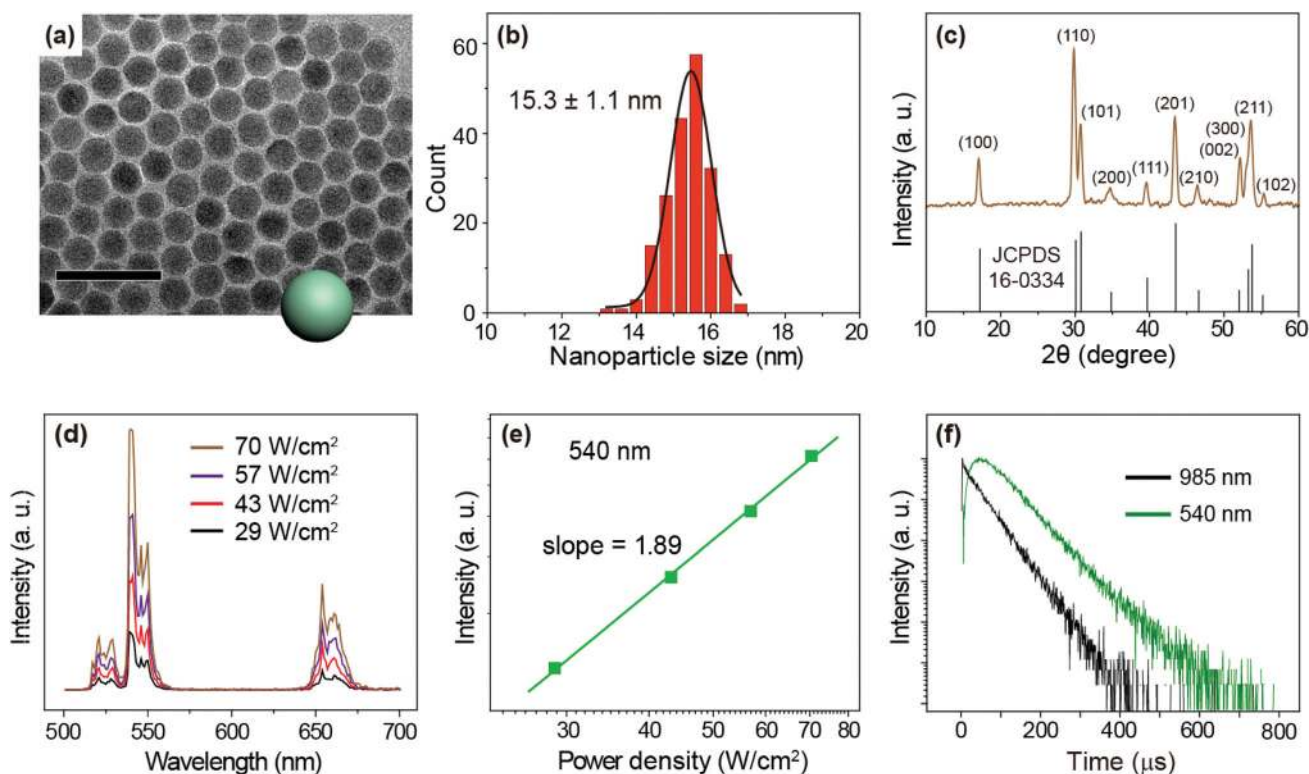 (a)
(b)
60
40
20
0
Count
15.3 ± 1.1 nm
10
12
14
16
18
20
Nanoparticle size (nm)
(c)
Intensity (a. u.)
(100)
(110)
(101)
(200)
(111)
(201)
(210)
(300)
(002)
(211)
(102)
JCPDS
16-0334
10
20
30
40
50
60
2θ (degree)
(d)
Intensity (a. u.)
70 W/cm²
57 W/cm²
43 W/cm²
29 W/cm²
500
550
600
650
700
Wavelength (nm)
(e)
Intensity (a. u.)
540 nm
slope = 1.89
30
40
50
60
70
80
Power density (W/cm²)
(f)
Intensity (a. u.)
985 nm
540 nm
0
200
400
600
800
Time (μs)